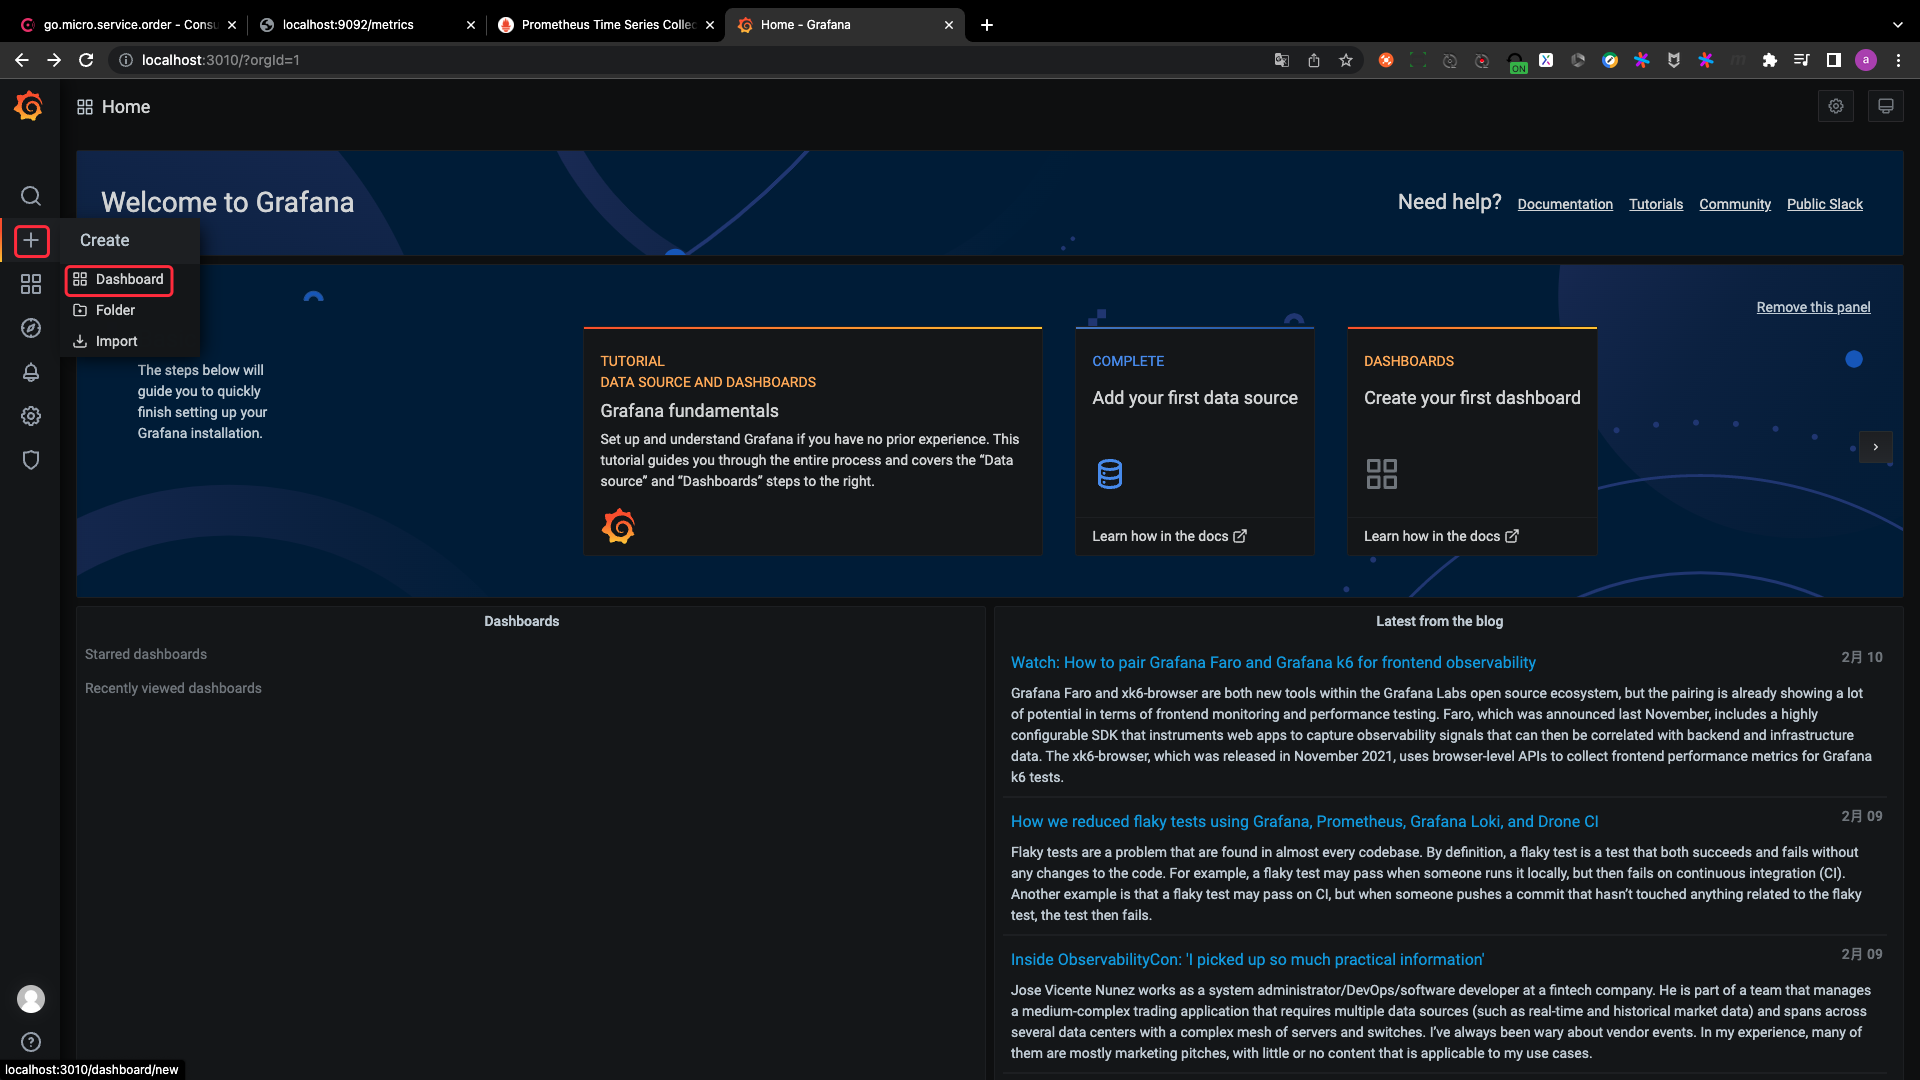 go.micro.service.order - Consu
localhost:9092/metrics
Prometheus Time Series Collec
Home - Grafana
localhost:3010/?orgId=1
ON
X
a
Home
Welcome to Grafana
Need help?
Documentation
Tutorials
Community
Public Slack
Create
Dashboard
Folder
Import
Remove this panel
The steps below will
guide you to quickly
finish setting up your
Grafana installation.
TUTORIAL
DATA SOURCE AND DASHBOARDS
Grafana fundamentals
Set up and understand Grafana if you have no prior experience. This
tutorial guides you through the entire process and covers the “Data
source” and “Dashboards” steps to the right.
COMPLETE
Add your first data source
Learn how in the docs
DASHBOARDS
Create your first dashboard
Learn how in the docs
Dashboards
Starred dashboards
Recently viewed dashboards
Latest from the blog
Watch: How to pair Grafana Faro and Grafana k6 for frontend observability
2月 10
Grafana Faro and xk6-browser are both new tools within the Grafana Labs open source ecosystem, but the pairing is already showing a lot
of potential in terms of frontend monitoring and performance testing. Faro, which was announced last November, includes a highly
configurable SDK that instruments web apps to capture observability signals that can then be correlated with backend and infrastructure
data. The xk6-browser, which was released in November 2021, uses browser-level APIs to collect frontend performance metrics for Grafana
k6 tests.
How we reduced flaky tests using Grafana, Prometheus, Grafana Loki, and Drone CI
2月 09
Flaky tests are a problem that are found in almost every codebase. By definition, a flaky test is a test that both succeeds and fails without
any changes to the code. For example, a flaky test may pass when someone runs it locally, but then fails on continuous integration (CI).
Another example is that a flaky test may pass on CI, but when someone pushes a commit that hasn’t touched anything related to the flaky
test, the test then fails.
Inside ObservabilityCon: 'I picked up so much practical information'
2月 09
Jose Vicente Nunez works as a system administrator/DevOps/software developer at a fintech company. He is part of a team that manages
a medium-complex trading application that requires multiple data sources (such as real-time and historical market data) and spans across
several data centers with a complex mesh of servers and switches. I’ve always been wary about vendor events. In my experience, many of
them are mostly marketing pitches, with little or no content that is applicable to my use cases.
localhost:3010/dashboard/new